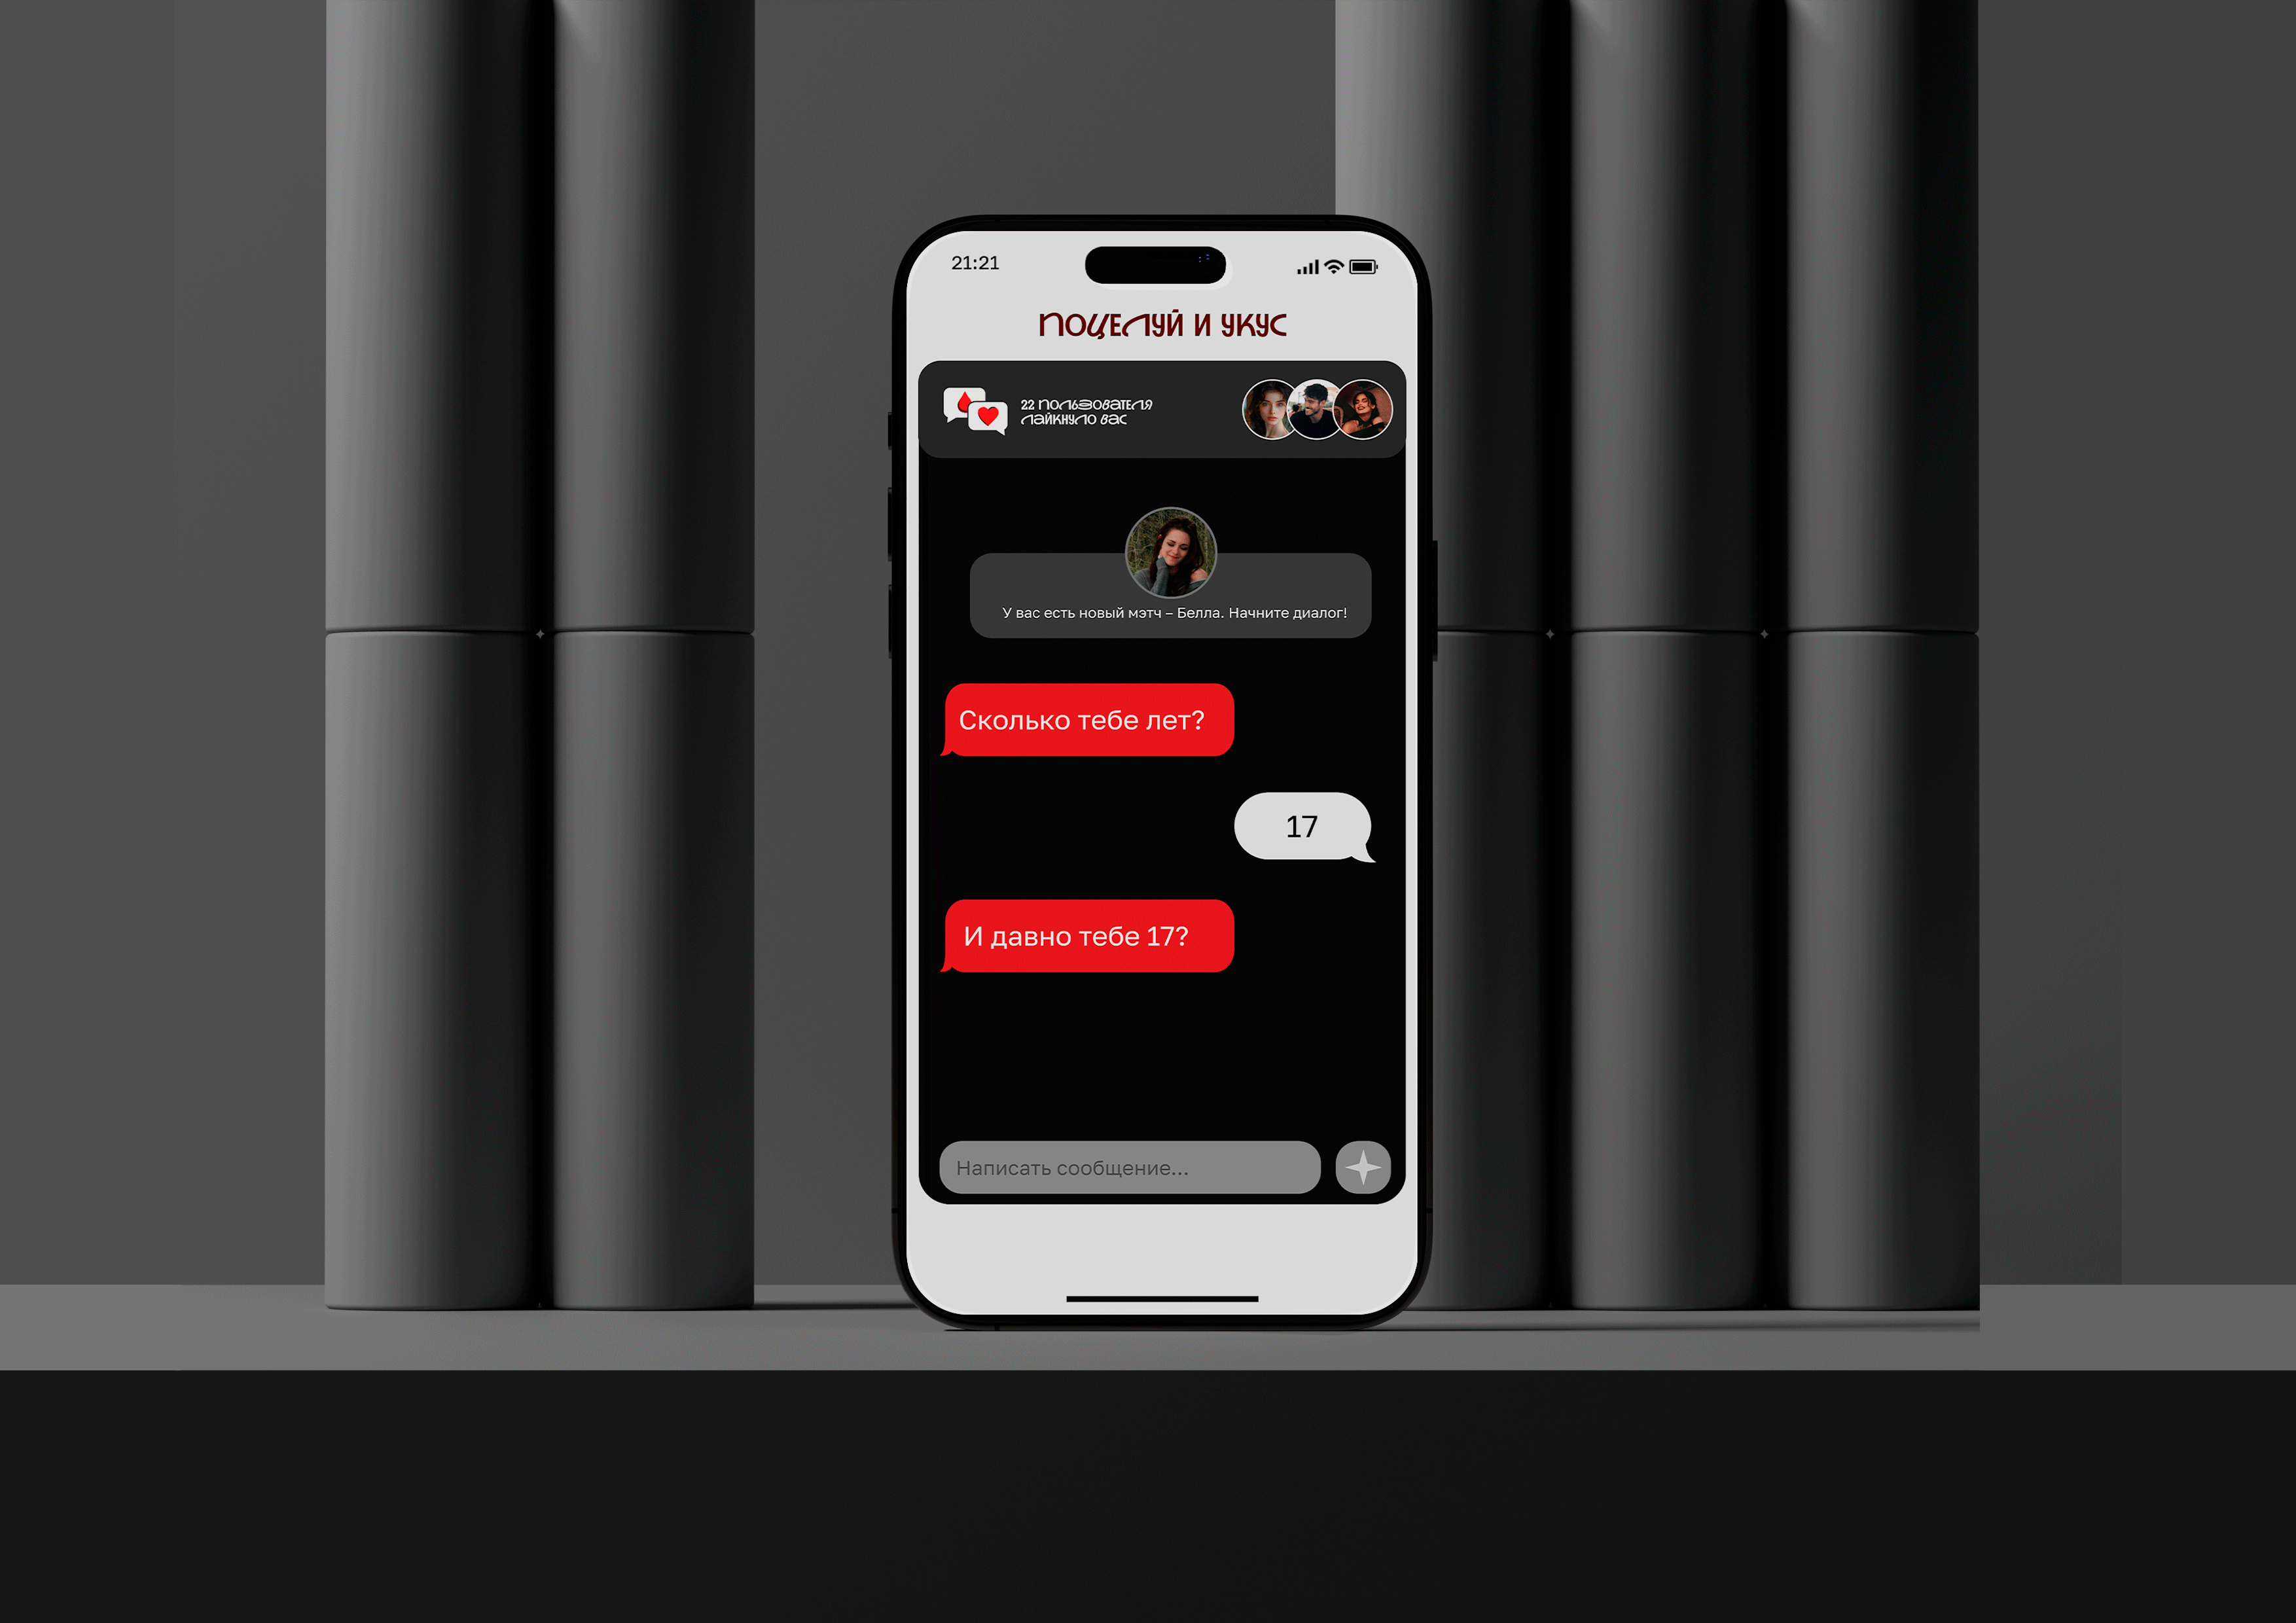 21:21
ПОЦЕЛУЙ И УКУС
22 ПОЛЬЗОВАТЕЛЯ
ЛАЙКНУЛО ВАС
У вас есть новый мэтч – Белла. Начните диалог!
Сколько тебе лет?
17
И давно тебе 17?
Написать сообщение...